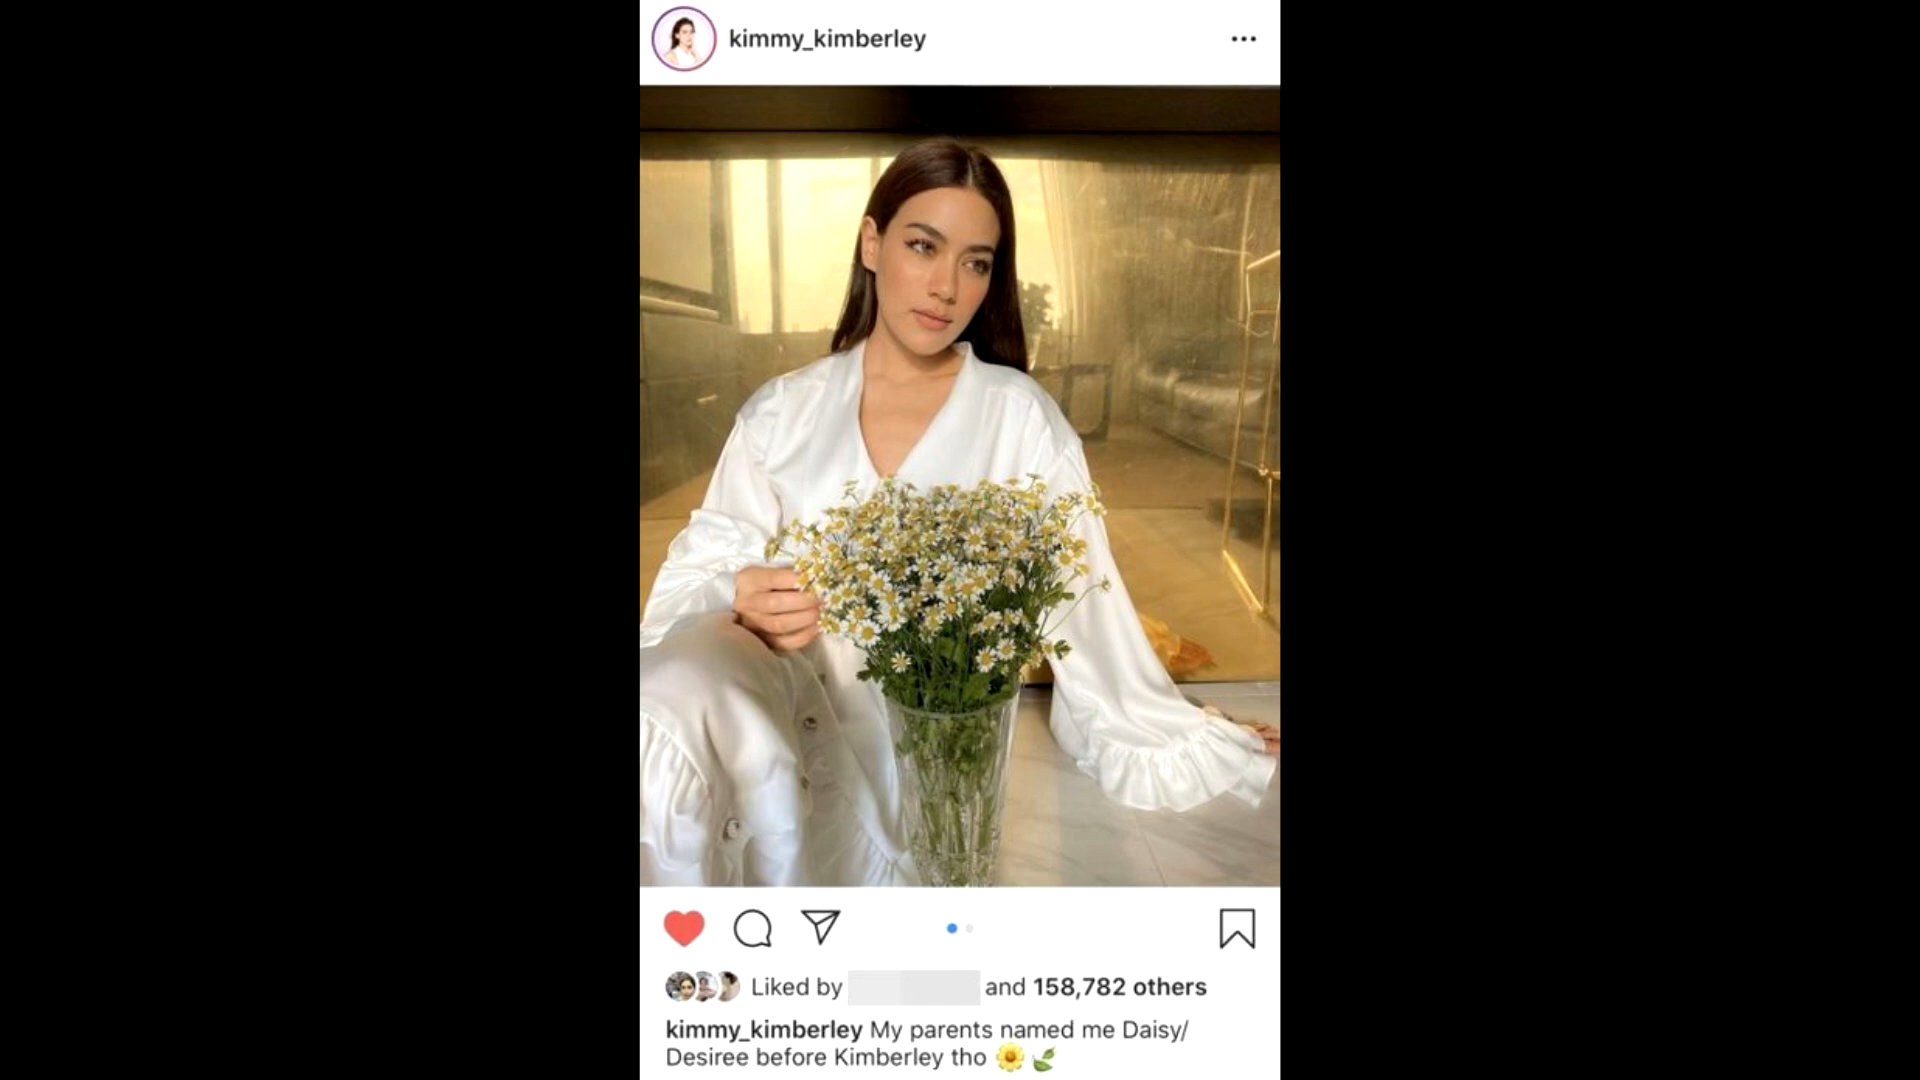 kimmy_kimberley
Liked by and 158,782 others
kimmy_kimberley My parents named me Daisy/
Desiree before Kimberley tho 🌼🌿